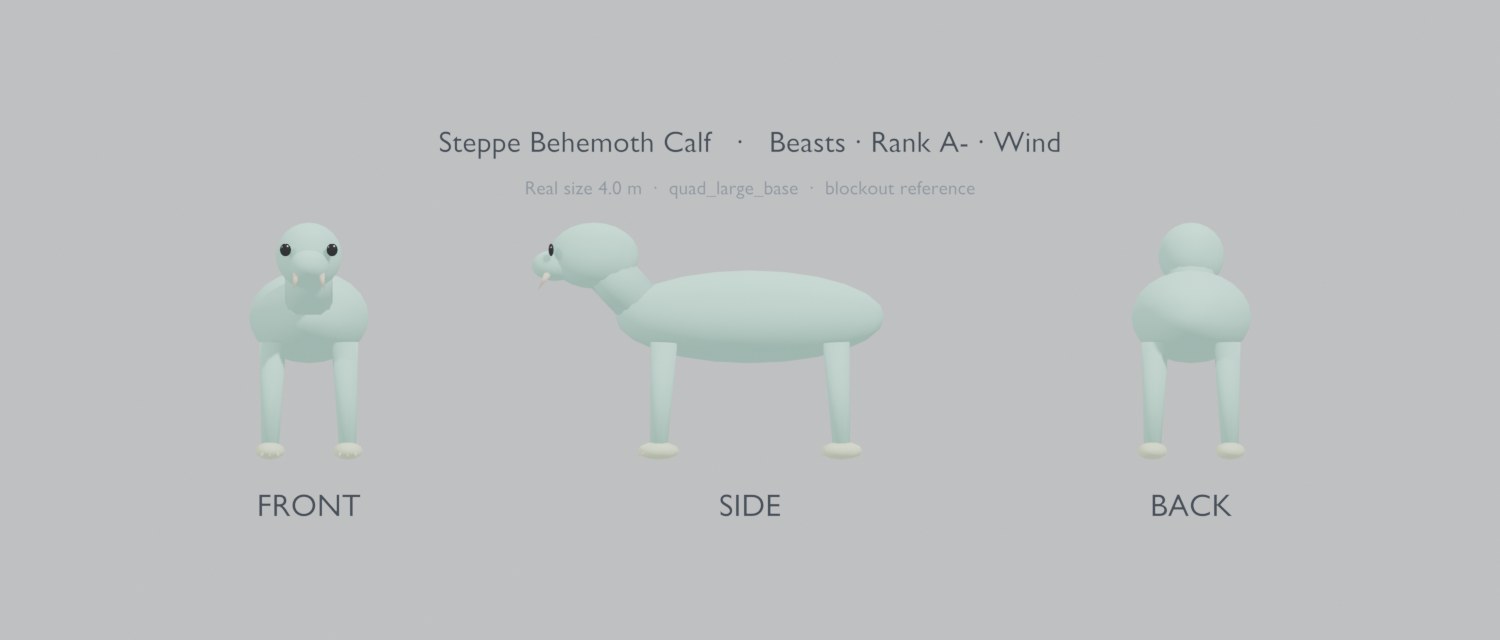 Steppe Behemoth Calf · Beasts · Rank A- · Wind
Real size 4.0 m · quad_large_base · blockout reference
FRONT
SIDE
BACK